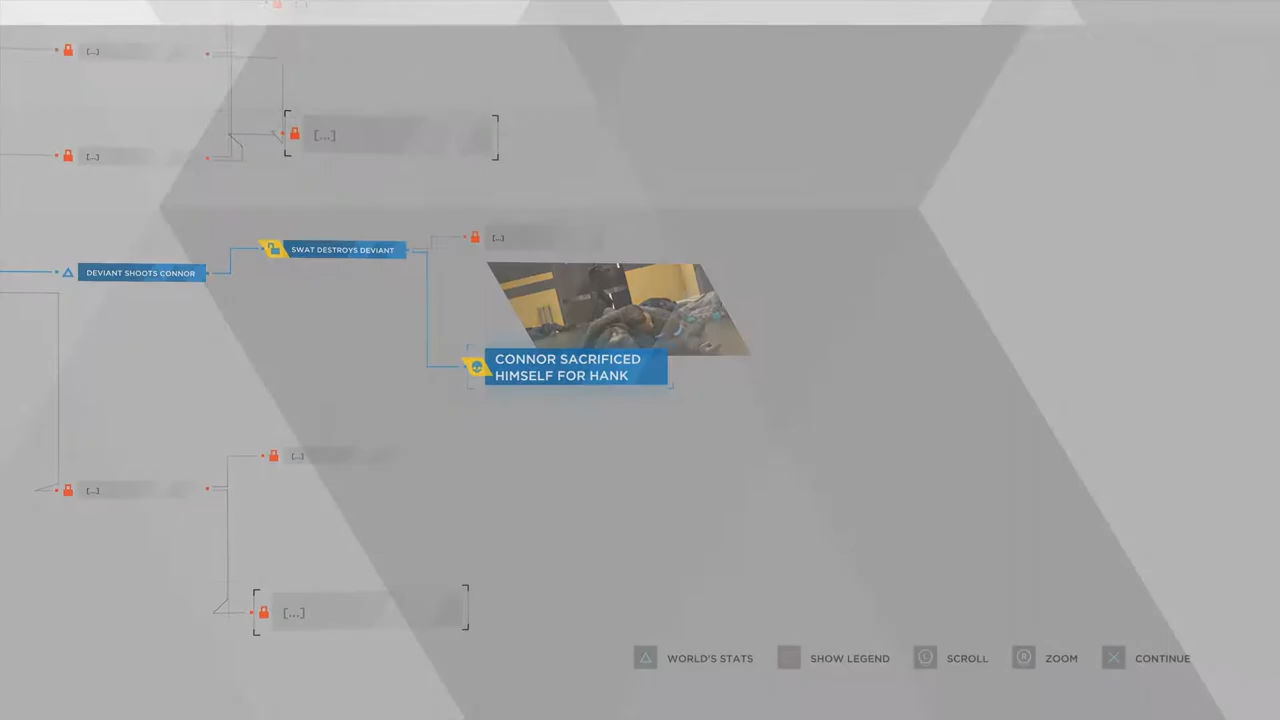 [...]
[...]
[...]
[...]
SWAT DESTROYS DEVIANT
DEVIANT SHOOTS CONNOR
CONNOR SACRIFICED
HIMSELF FOR HANK
[...]
[...]
[...]
WORLD'S STATS
SHOW LEGEND
L
SCROLL
R
ZOOM
CONTINUE